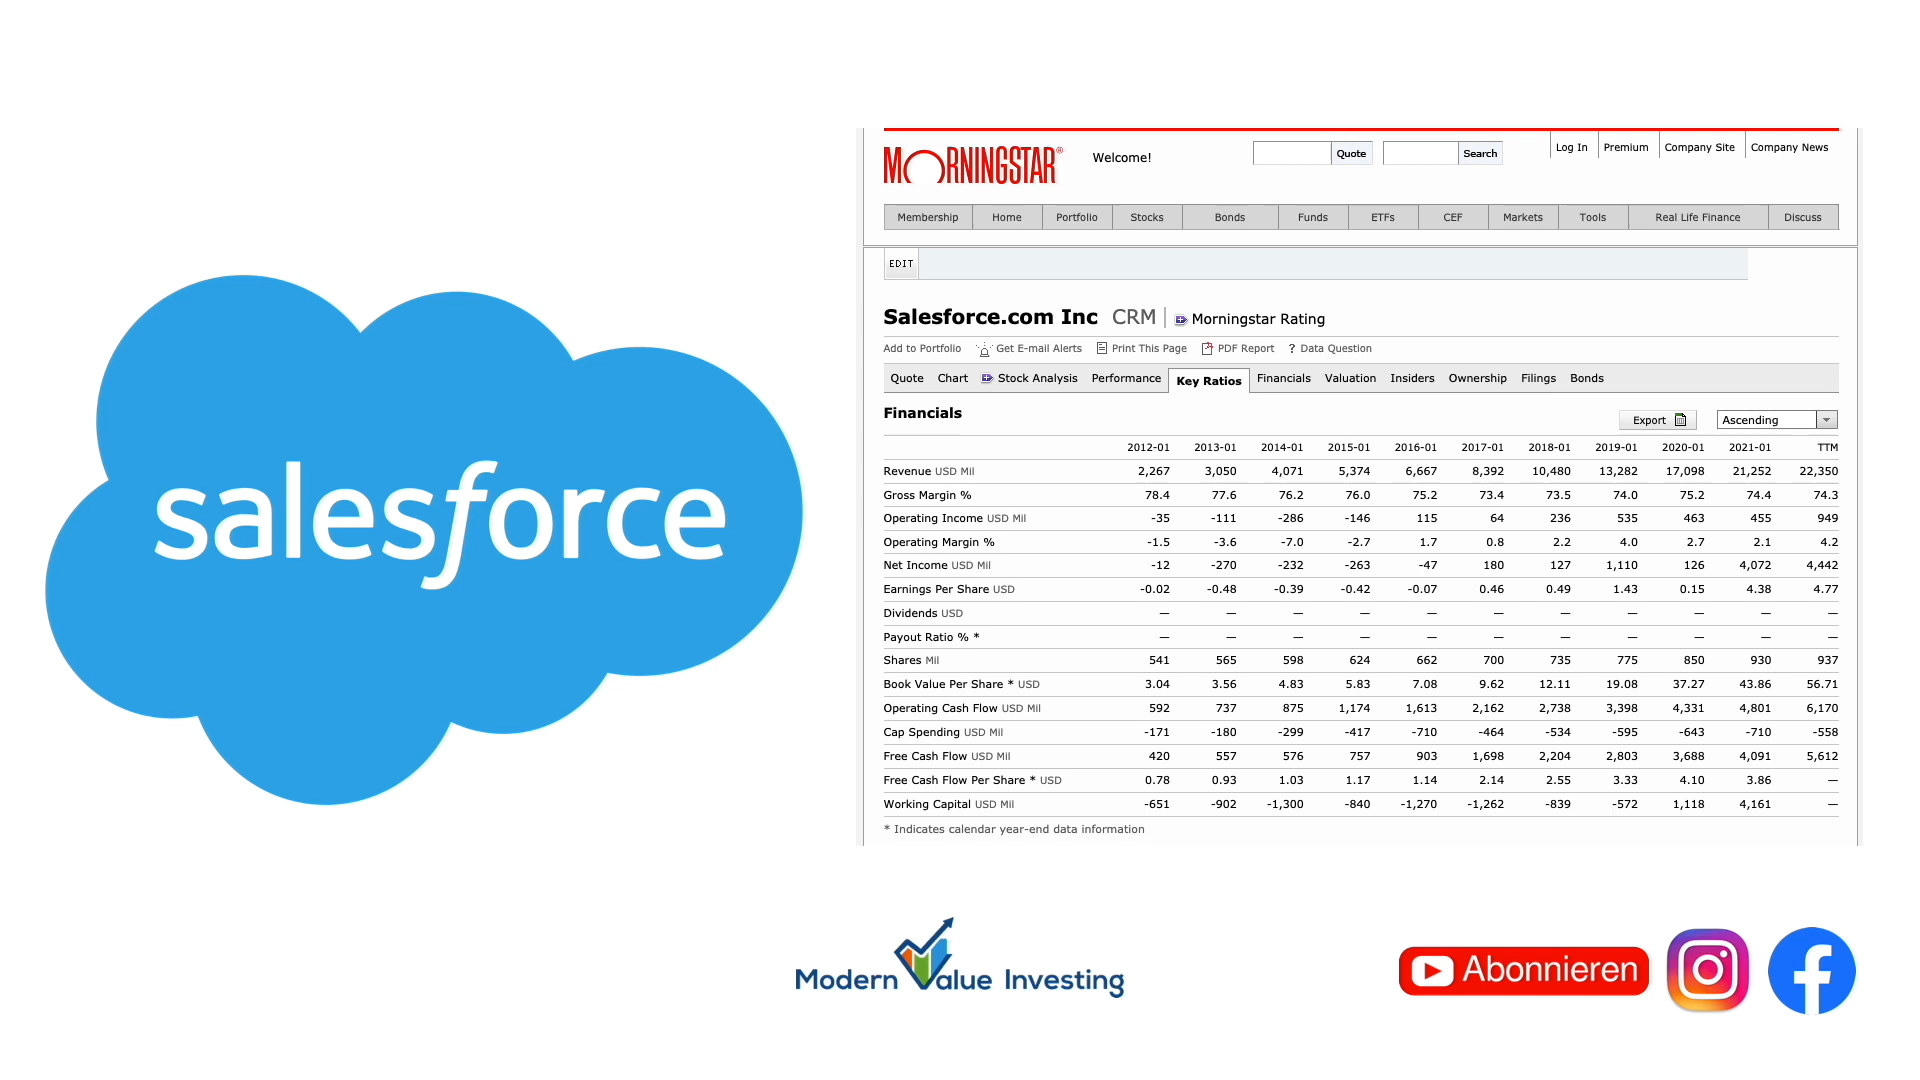 salesforce
MORNINGSTAR®
Welcome!
Quote
Search
Log In
Premium
Company Site
Company News
Membership Home Portfolio Stocks Bonds Funds ETFs CEF Markets Tools Real Life Finance Discuss
EDIT
Salesforce.com Inc CRM Morningstar Rating
Add to Portfolio Get E-mail Alerts Print This Page PDF Report ? Data Question
Quote Chart Stock Analysis Performance Key Ratios Financials Valuation Insiders Ownership Filings Bonds
Financials
Export Ascending
2012-01 2013-01 2014-01 2015-01 2016-01 2017-01 2018-01 2019-01 2020-01 2021-01 TTM
Revenue USD Mil 2,267 3,050 4,071 5,374 6,667 8,392 10,480 13,282 17,098 21,252 22,350
Gross Margin % 78.4 77.6 76.2 76.0 75.2 73.4 73.5 74.0 75.2 74.4 74.3
Operating Income USD Mil -35 -111 -286 -146 115 64 236 535 463 455 949
Operating Margin % -1.5 -3.6 -7.0 -2.7 1.7 0.8 2.2 4.0 2.7 2.1 4.2
Net Income USD Mil -12 -270 -232 -263 -47 180 127 1,110 126 4,072 4,442
Earnings Per Share USD -0.02 -0.48 -0.39 -0.42 -0.07 0.46 0.49 1.43 0.15 4.38 4.77
Dividends USD — — — — — — — — — — —
Payout Ratio % * — — — — — — — — — — —
Shares Mil 541 565 598 624 662 700 735 775 850 930 937
Book Value Per Share * USD 3.04 3.56 4.83 5.83 7.08 9.62 12.11 19.08 37.27 43.86 56.71
Operating Cash Flow USD Mil 592 737 875 1,174 1,613 2,162 2,738 3,398 4,331 4,801 6,170
Cap Spending USD Mil -171 -180 -299 -417 -710 -464 -534 -595 -643 -710 -558
Free Cash Flow USD Mil 420 557 576 757 903 1,698 2,204 2,803 3,688 4,091 5,612
Free Cash Flow Per Share * USD 0.78 0.93 1.03 1.17 1.14 2.14 2.55 3.33 4.10 3.86 —
Working Capital USD Mil -651 -902 -1,300 -840 -1,270 -1,262 -839 -572 1,118 4,161 —
* Indicates calendar year-end data information
Modern Value Investing
Abonnieren